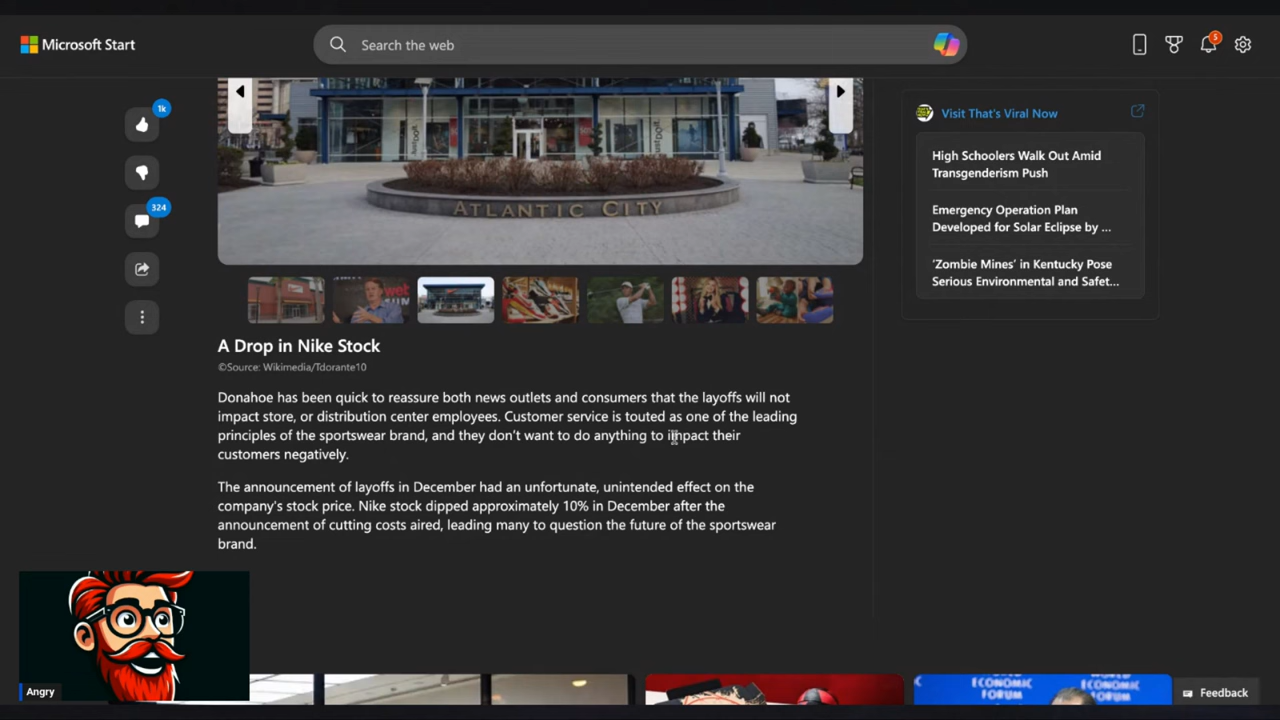 Microsoft Start
Search the web
5
1k
324
ATLANTIC CITY
A Drop in Nike Stock
©Source: Wikimedia/Tdorante10
Donahoe has been quick to reassure both news outlets and consumers that the layoffs will not
impact store, or distribution center employees. Customer service is touted as one of the leading
principles of the sportswear brand, and they don't want to do anything to impact their
customers negatively.
The announcement of layoffs in December had an unfortunate, unintended effect on the
company's stock price. Nike stock dipped approximately 10% in December after the
announcement of cutting costs aired, leading many to question the future of the sportswear
brand.
Visit That's Viral Now
High Schoolers Walk Out Amid
Transgenderism Push
Emergency Operation Plan
Developed for Solar Eclipse by ...
'Zombie Mines' in Kentucky Pose
Serious Environmental and Safet...
Angry
WORLD
ECONOMIC
FORUM
WORLD
ECONOMIC
FORUM
Feedback